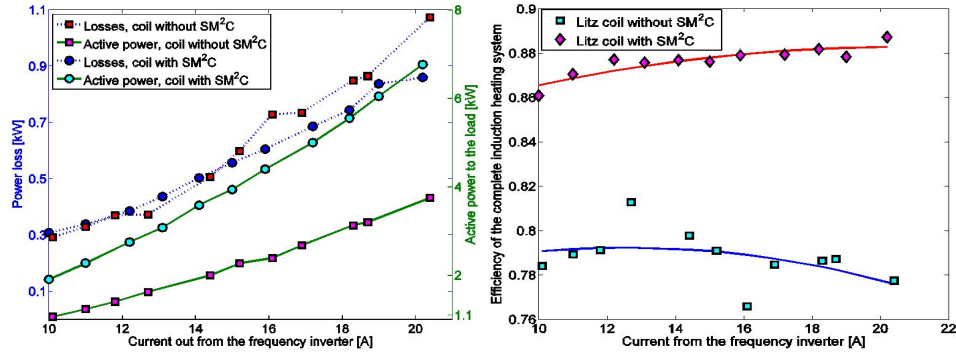 1.1
0.9
0.7
0.5
0.3
0.1
Power loss [kW]
Losses, coil without SM²C
Active power, coil without SM²C
Losses, coil with SM²C
Active power, coil with SM²C
8
6
4
2
1.1
Active power to the load [kW]
10 12 14 16 18 20
Current out from the frequency inverter [A]
0.9
0.88
0.86
0.84
0.82
0.8
0.78
0.76
Efficiency of the complete induction heating system
Litz coil without SM²C
Litz coil with SM²C
10 12 14 16 18 20 22
Current from the frequency inverter [A]